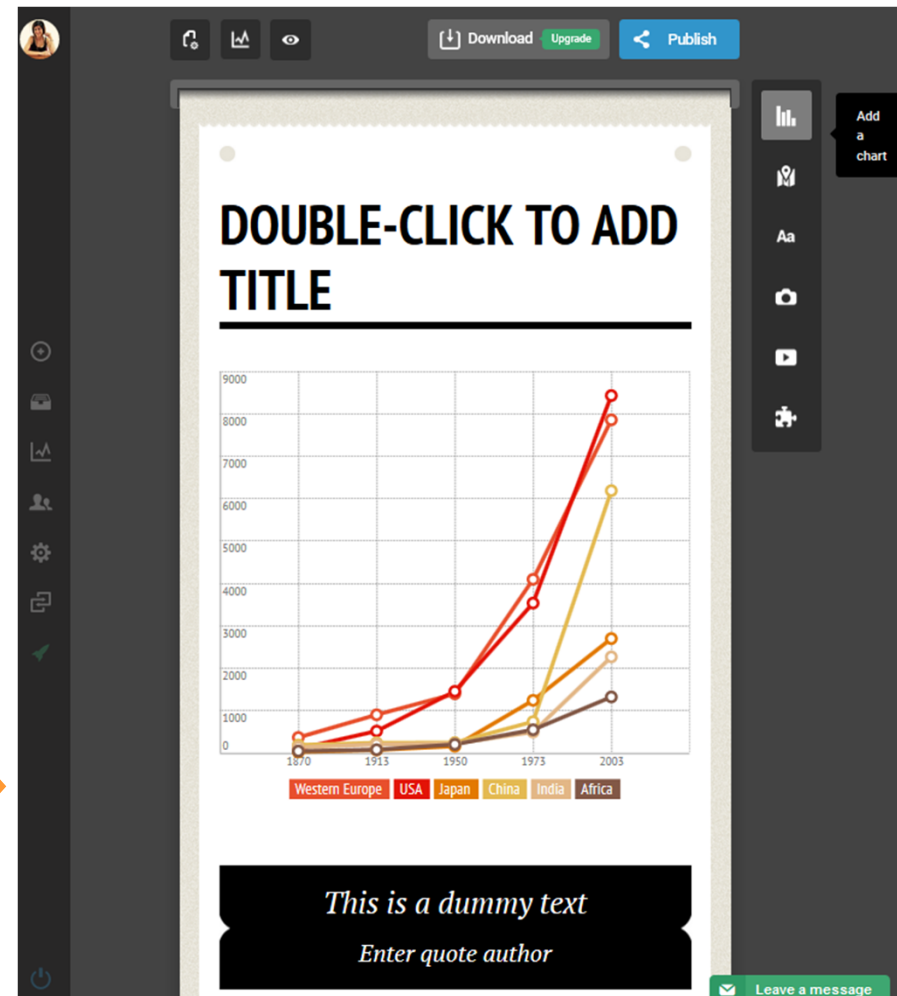 Download Upgrade Publish
Add
a
chart
Aa
DOUBLE-CLICK TO ADD
TITLE
9000
8000
7000
6000
5000
4000
3000
2000
1000
0
1870 1913 1950 1973 2003
Western Europe USA Japan China India Africa
This is a dummy text
Enter quote author
Leave a message